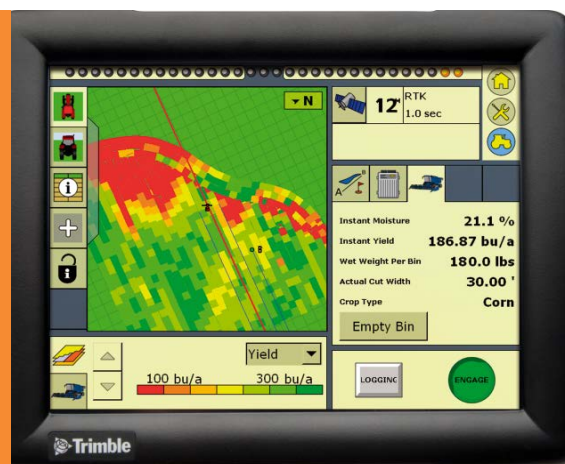 N
12
RTK
1.0 sec
A
B
Instant Moisture 21.1 %
Instant Yield 186.87 bu/a
Wet Weight Per Bin 180.0 lbs
Actual Cut Width 30.00 '
Crop Type Corn
Empty Bin
Yield
100 bu/a 300 bu/a
LOGGING
ENGAGE
Trimble